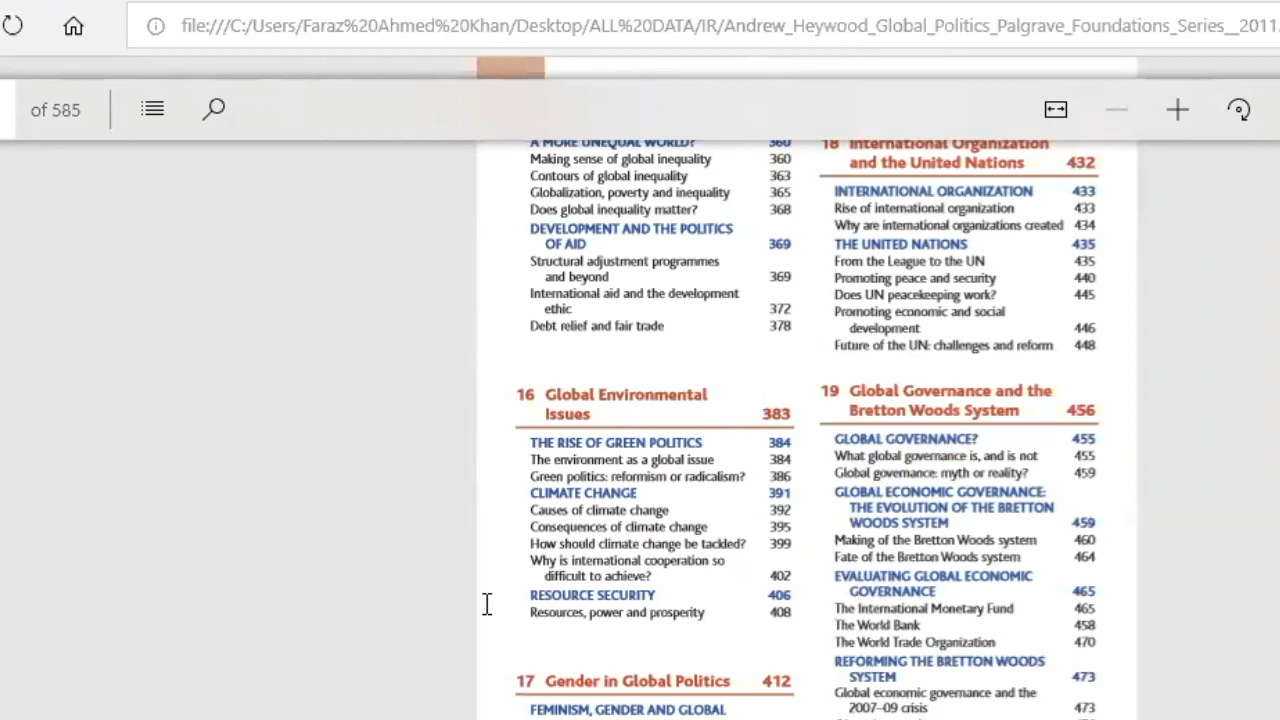 file:///C:/Users/Faraz%20Ahmed%20Khan/Desktop/ALL%20DATA/IR/Andrew_Heywood_Global_Politics_Palgrave_Foundations_Series__2011.
of 585
A MORE UNEQUAL WORLD? 360
Making sense of global inequality 360
Contours of global inequality 363
Globalization, poverty and inequality 365
Does global inequality matter? 368
DEVELOPMENT AND THE POLITICS
OF AID 369
Structural adjustment programmes
and beyond 369
International aid and the development
ethic 372
Debt relief and fair trade 378
16 Global Environmental
Issues 383
THE RISE OF GREEN POLITICS 384
The environment as a global issue 384
Green politics: reformism or radicalism? 386
CLIMATE CHANGE 391
Causes of climate change 392
Consequences of climate change 395
How should climate change be tackled? 399
Why is international cooperation so
difficult to achieve? 402
RESOURCE SECURITY 406
Resources, power and prosperity 408
17 Gender in Global Politics 412
FEMINISM, GENDER AND GLOBAL
18 International Organization
and the United Nations 432
INTERNATIONAL ORGANIZATION 433
Rise of international organization 433
Why are international organizations created 434
THE UNITED NATIONS 435
From the League to the UN 435
Promoting peace and security 440
Does UN peacekeeping work? 445
Promoting economic and social
development 446
Future of the UN: challenges and reform 448
19 Global Governance and the
Bretton Woods System 456
GLOBAL GOVERNANCE? 455
What global governance is, and is not 455
Global governance: myth or reality? 459
GLOBAL ECONOMIC GOVERNANCE:
THE EVOLUTION OF THE BRETTON
WOODS SYSTEM 459
Making of the Bretton Woods system 460
Fate of the Bretton Woods system 464
EVALUATING GLOBAL ECONOMIC
GOVERNANCE 465
The International Monetary Fund 465
The World Bank 458
The World Trade Organization 470
REFORMING THE BRETTON WOODS
SYSTEM 473
Global economic governance and the
2007–09 crisis 473